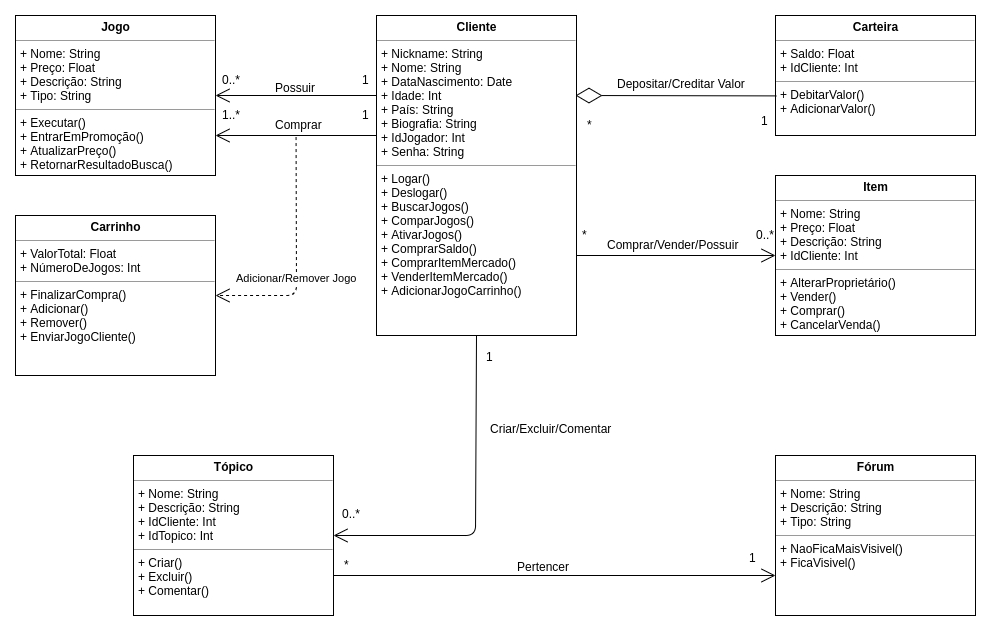 Jogo
+ Nome: String
+ Preço: Float
+ Descrição: String
+ Tipo: String
+ Executar()
+ EntrarEmPromoção()
+ AtualizarPreço()
+ RetornarResultadoBusca()
0..*
Possuir
1
1..*
Comprar
1
Cliente
+ Nickname: String
+ Nome: String
+ DataNascimento: Date
+ Idade: Int
+ País: String
+ Biografia: String
+ IdJogador: Int
+ Senha: String
+ Logar()
+ Deslogar()
+ BuscarJogos()
+ ComparJogos()
+ AtivarJogos()
+ ComprarSaldo()
+ ComprarItemMercado()
+ VenderItemMercado()
+ AdicionarJogoCarrinho()
Depositar/Creditar Valor
*
1
Carteira
+ Saldo: Float
+ IdCliente: Int
+ DebitarValor()
+ AdicionarValor()
Carrinho
+ ValorTotal: Float
+ NúmeroDeJogos: Int
+ FinalizarCompra()
+ Adicionar()
+ Remover()
+ EnviarJogoCliente()
Adicionar/Remover Jogo
*
Comprar/Vender/Possuir
0..*
Item
+ Nome: String
+ Preço: Float
+ Descrição: String
+ IdCliente: Int
+ AlterarProprietário()
+ Vender()
+ Comprar()
+ CancelarVenda()
1
Criar/Excluir/Comentar
0..*
Tópico
+ Nome: String
+ Descrição: String
+ IdCliente: Int
+ IdTopico: Int
+ Criar()
+ Excluir()
+ Comentar()
*
Pertencer
1
Fórum
+ Nome: String
+ Descrição: String
+ Tipo: String
+ NaoFicaMaisVisivel()
+ FicaVisivel()